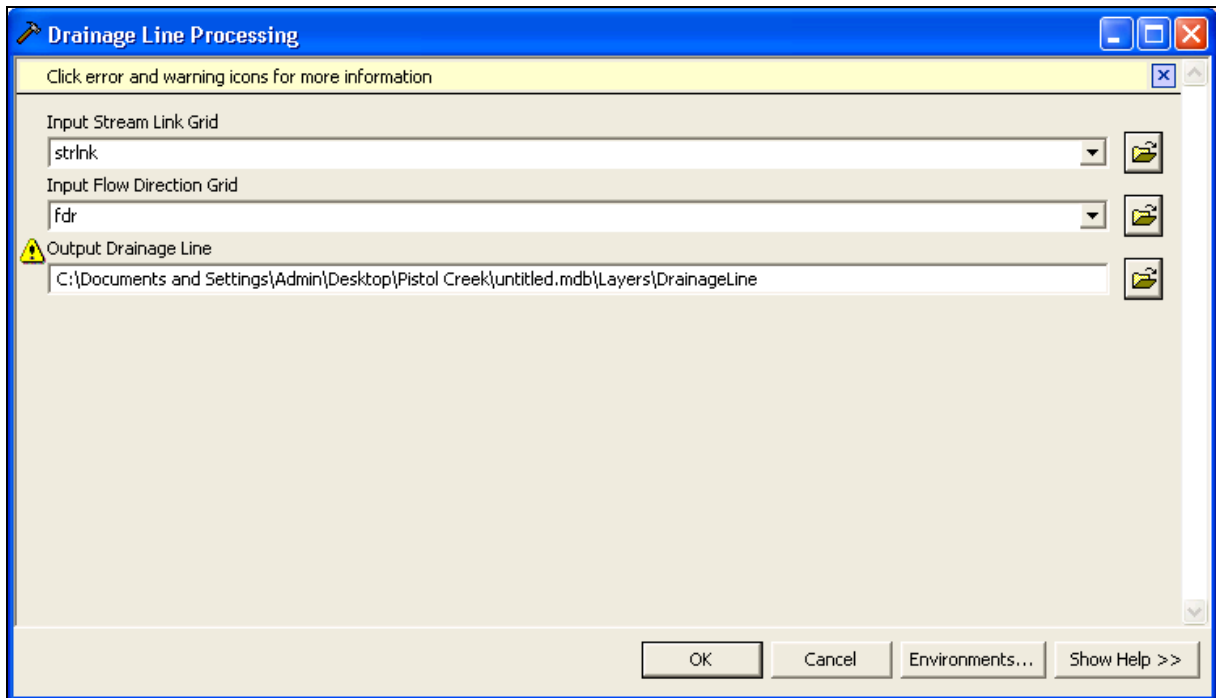 Drainage Line Processing
Click error and warning icons for more information
Input Stream Link Grid
strlnk
Input Flow Direction Grid
fdr
Output Drainage Line
C:\Documents and Settings\Admin\Desktop\Pistol Creek\untitled.mdb\Layers\DrainageLine
OK Cancel Environments... Show Help >>